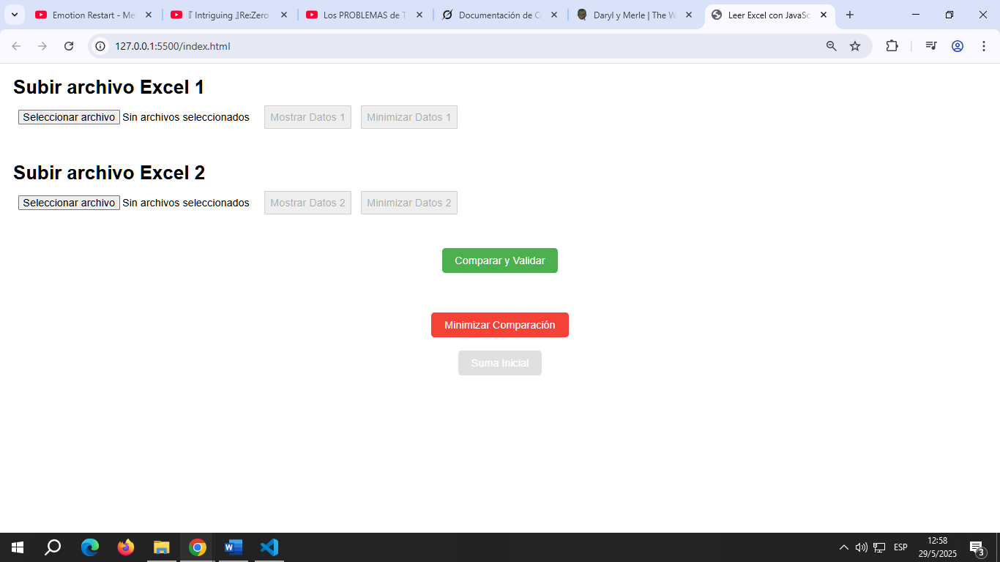 Emotion Restart - Me
『 Intriguing 』Re:Zero
Los PROBLEMAS de T
Documentación de C
Daryl y Merle | The W
Leer Excel con JavaSc
127.0.0.1:5500/index.html
Subir archivo Excel 1
Seleccionar archivo Sin archivos seleccionados Mostrar Datos 1 Minimizar Datos 1
Subir archivo Excel 2
Seleccionar archivo Sin archivos seleccionados Mostrar Datos 2 Minimizar Datos 2
Comparar y Validar
Minimizar Comparación
Suma Inicial
ESP
12:58
29/5/2025
3